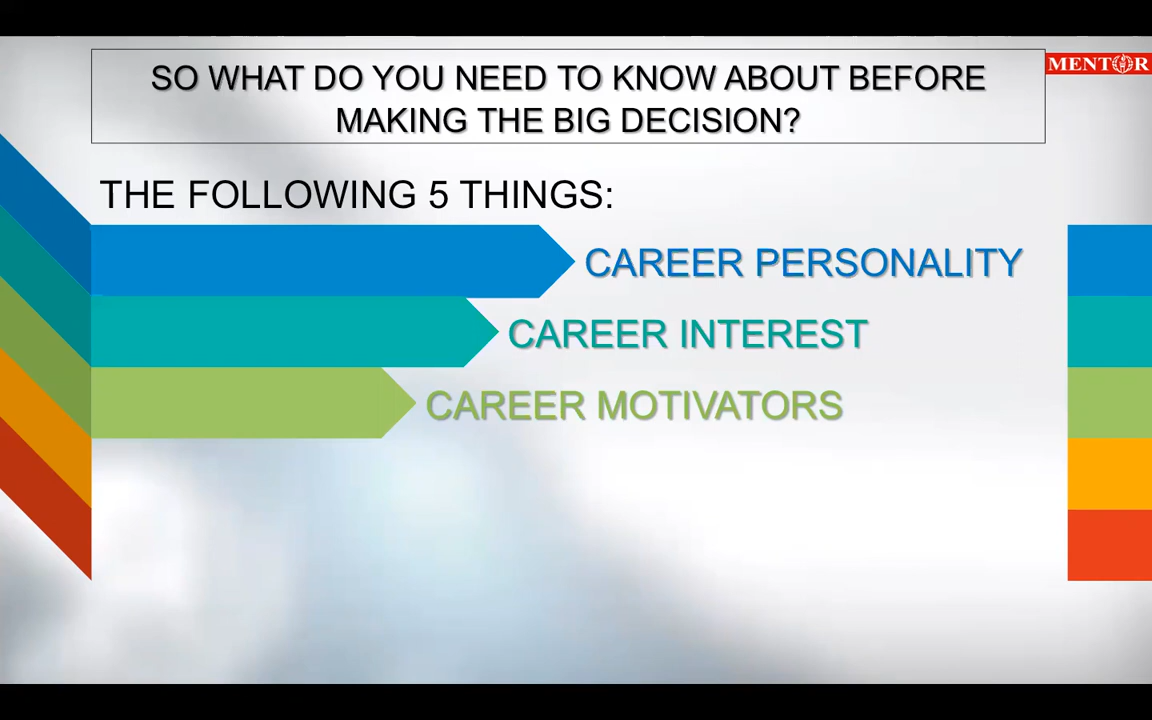 SO WHAT DO YOU NEED TO KNOW ABOUT BEFORE
MAKING THE BIG DECISION?
MENTOR
THE FOLLOWING 5 THINGS:
CAREER PERSONALITY
CAREER INTEREST
CAREER MOTIVATORS